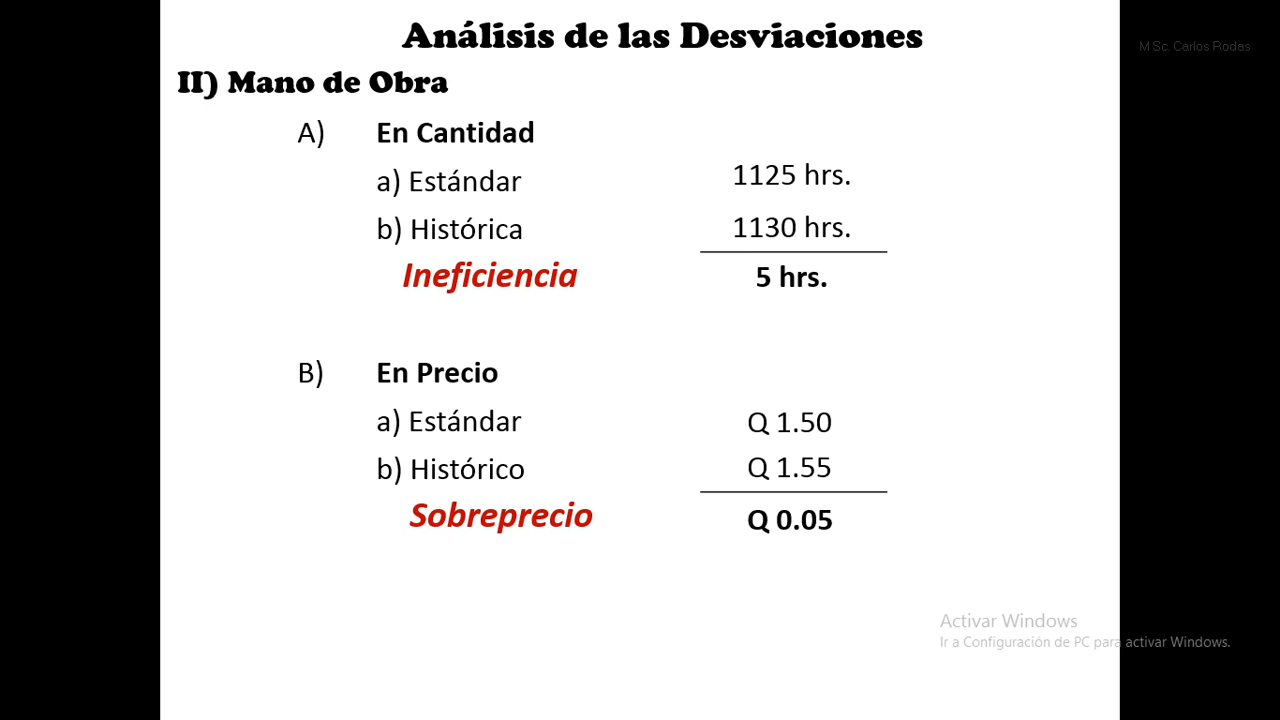 Análisis de las Desviaciones
M Sc. Carlos Rodas
II) Mano de Obra
A) En Cantidad
a) Estándar 1125 hrs.
b) Histórica 1130 hrs.
Ineficiencia 5 hrs.
B) En Precio
a) Estándar Q 1.50
b) Histórico Q 1.55
Sobreprecio Q 0.05
Activar Windows
Ir a Configuración de PC para activar Windows.